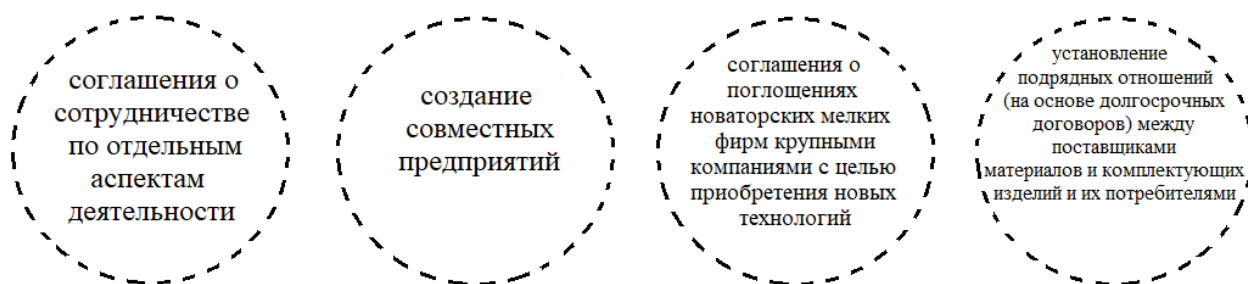 соглашения о
сотрудничестве
по отдельным
аспектам
деятельности
создание
совместных
предприятий
соглашения о
поглощениях
новаторских мелких
фирм крупными
компаниями с целью
приобретения новых
технологий
установление
подрядных отношений
(на основе долгосрочных
договоров) между
поставщиками
материалов и комплектующих
изделий и их потребителями